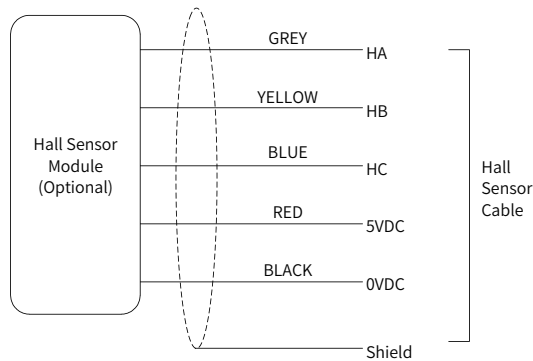 Hall Sensor
Module
(Optional)
GREY
HA
YELLOW
HB
BLUE
HC
RED
5VDC
BLACK
0VDC
Shield
Hall
Sensor
Cable